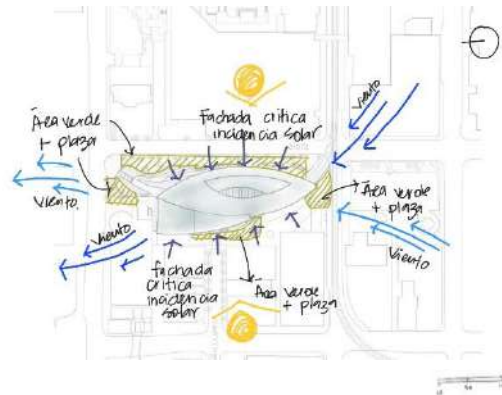 Fachada crítica
incidencia solar
Viento
Área verde
+ plaza
Viento.
Viento
Área verde
+ plaza
Viento
fachada
crítica
incidencia
solar
Área verde
+ plaza